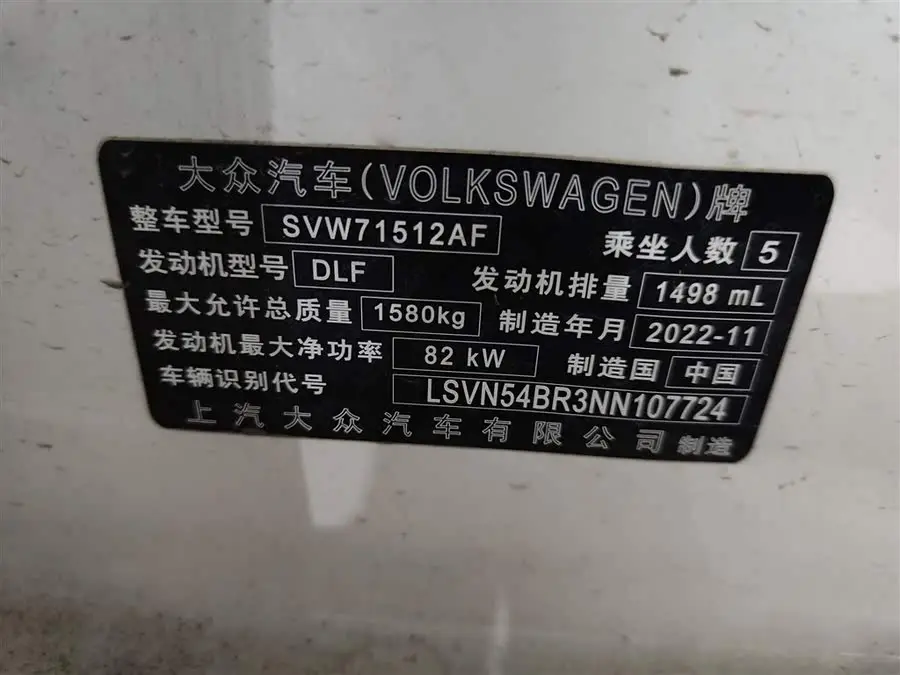 大众汽车(VOLKSWAGEN)牌
整车型号 SVW71512AF 乘坐人数 5
发动机型号 DLF 发动机排量 1498 mL
最大允许总质量 1580kg 制造年月 2022-11
发动机最大净功率 82 kW 制造国 中国
车辆识别代号 LSVN54BR3NN107724
上汽大众汽车有限公司 制造